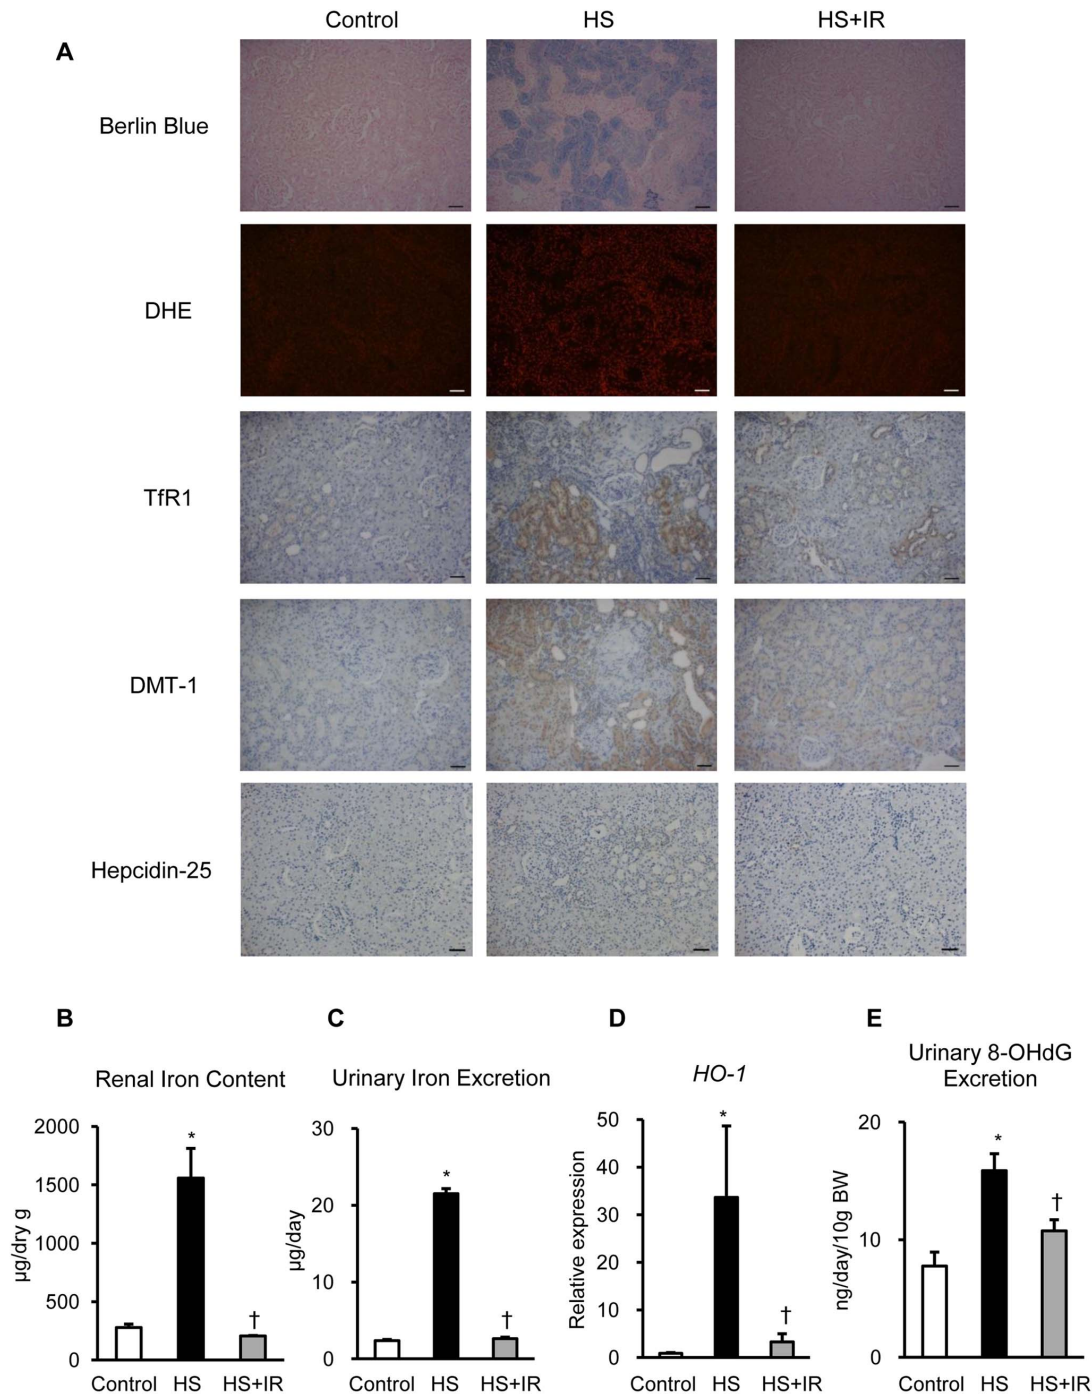 Control HS HS+IR
A
Berlin Blue
DHE
TfR1
DMT-1
Hepcidin-25
B
Renal Iron Content
2000
*
1500
1000
500
†
0
µg/dry g
Control HS HS+IR
C
Urinary Iron Excretion
30
*
20
10
†
0
µg/day
Control HS HS+IR
D
HO-1
50
*
40
30
20
10
†
0
Relative expression
Control HS HS+IR
E
Urinary 8-OHdG
Excretion
20
*
†
10
0
ng/day/10g BW
Control HS HS+IR